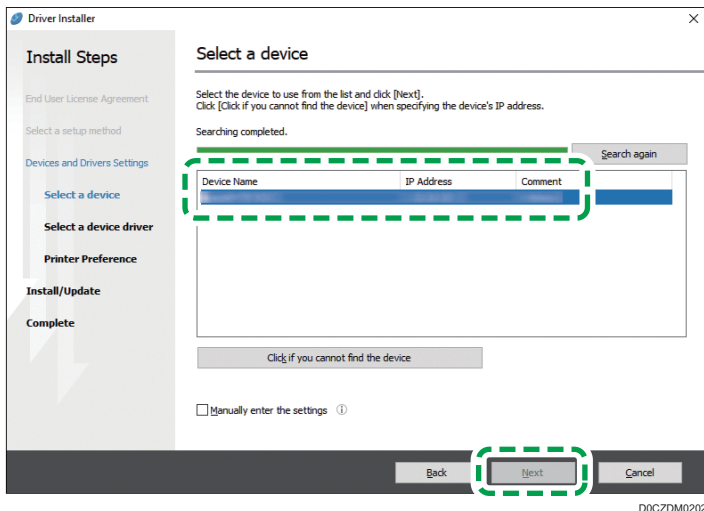 Driver Installer
Install Steps
End User License Agreement
Select a setup method
Devices and Drivers Settings
Select a device
Select a device driver
Printer Preference
Install/Update
Complete
Select a device
Select the device to use from the list and click [Next].
Click [Click if you cannot find the device] when specifying the device's IP address.
Searching completed.
Search again
Device Name IP Address Comment
Click if you cannot find the device
Manually enter the settings
Back Next Cancel
D0CZDM0202